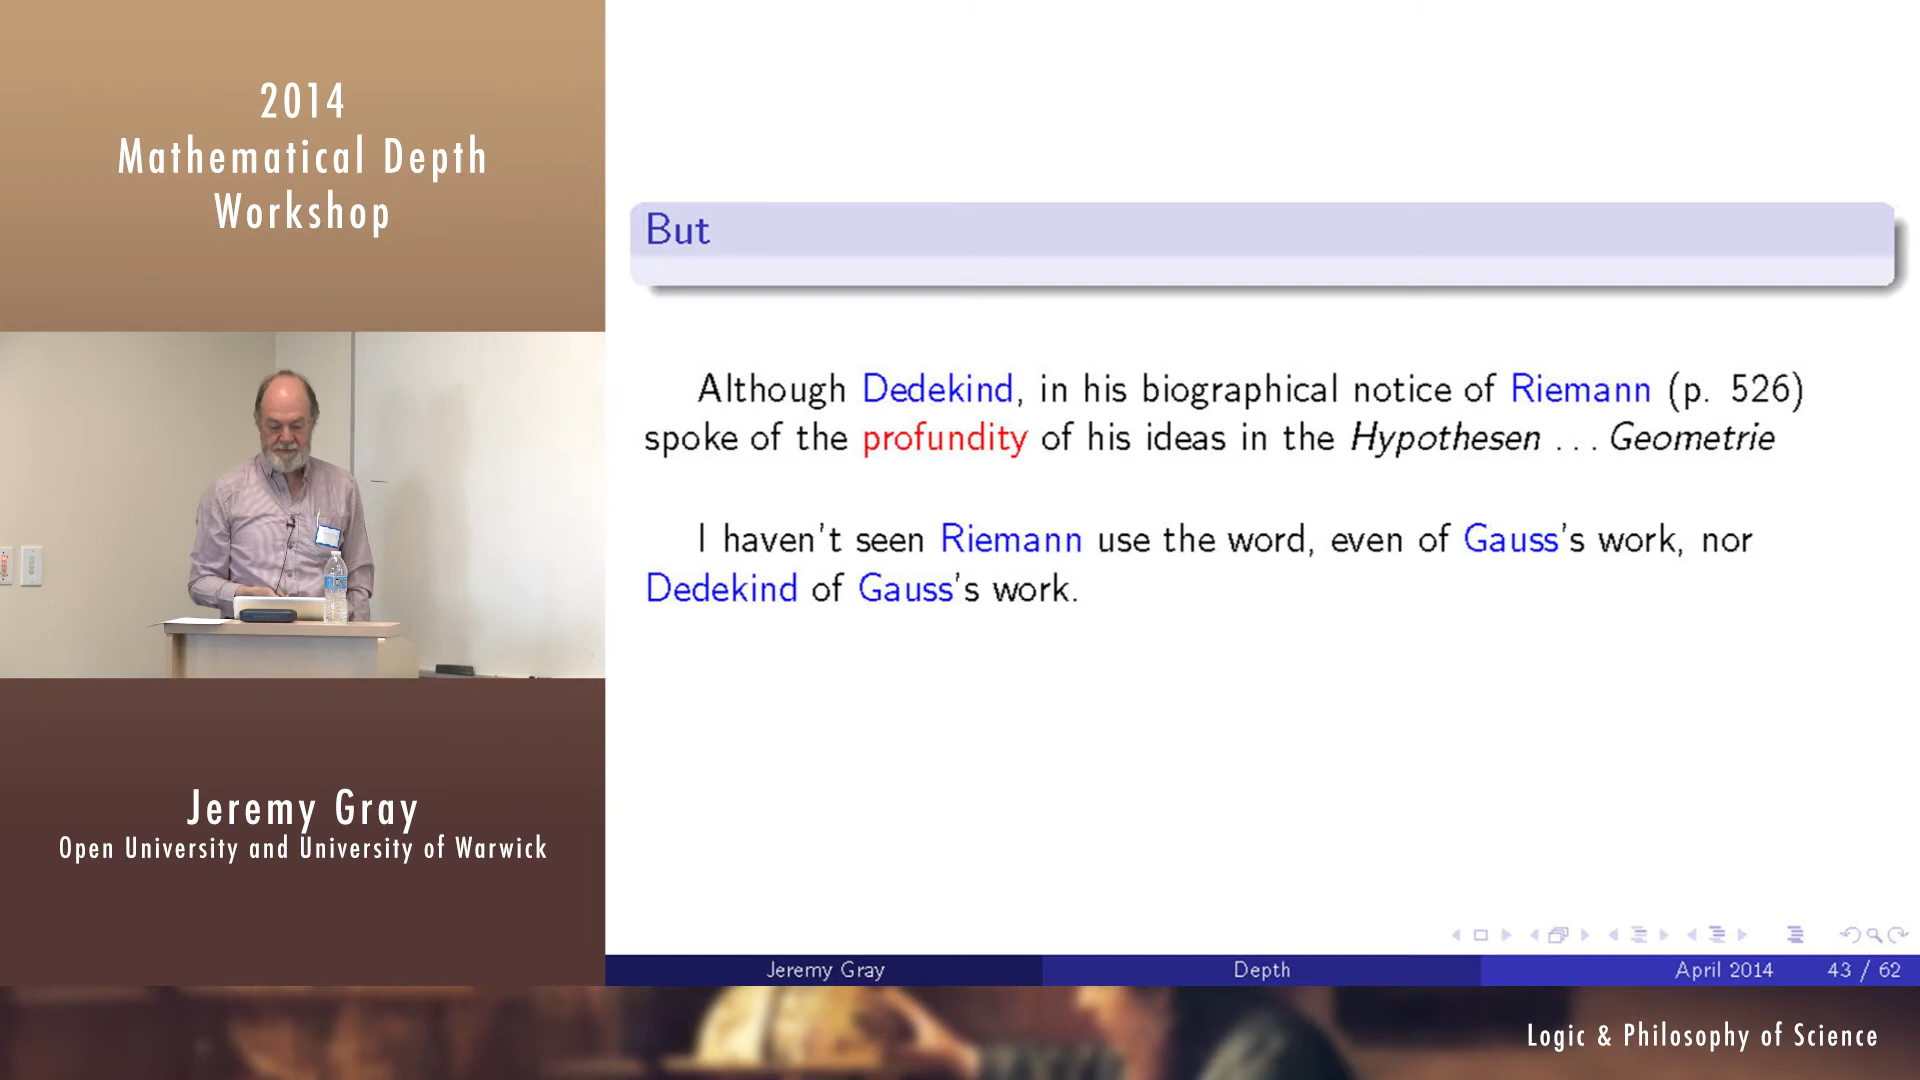 2014
Mathematical Depth
Workshop
Jeremy Gray
Open University and University of Warwick
But
Although Dedekind, in his biographical notice of Riemann (p. 526)
spoke of the profundity of his ideas in the Hypothesen ... Geometrie
I haven't seen Riemann use the word, even of Gauss's work, nor
Dedekind of Gauss's work.
Jeremy Gray
Depth
April 2014
43 / 62
Logic & Philosophy of Science